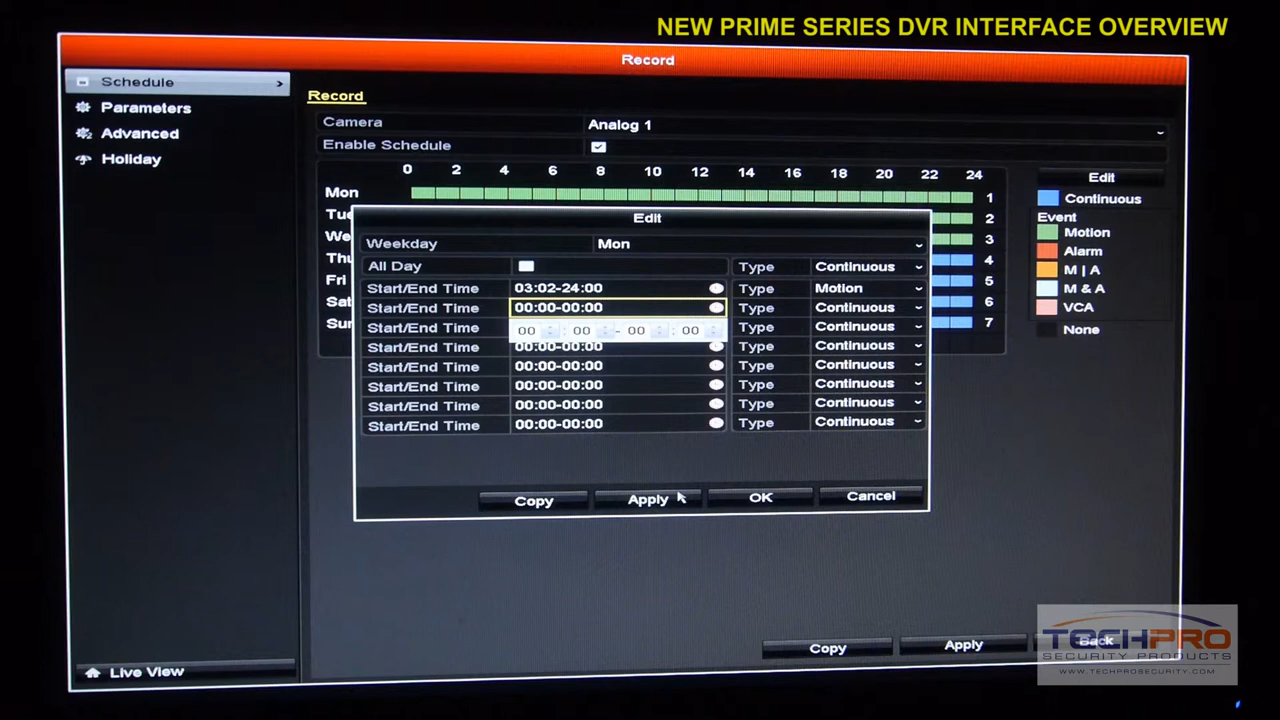 NEW PRIME SERIES DVR INTERFACE OVERVIEW
Record
Schedule >
Parameters
Advanced
Holiday
Record
Camera Analog 1
Enable Schedule
0 2 4 6 8 10 12 14 16 18 20 22 24
Mon 1
Tue 2
We 3
Thu 4
Fri 5
Sat 6
Sun 7
Edit
Continuous
Event
Motion
Alarm
M | A
M & A
VCA
None
Edit
Weekday Mon
All Day Type Continuous
Start/End Time 03:02-24:00 Type Motion
Start/End Time 00:00-00:00 Type Continuous
Start/End Time 00 : 00 - 00 : 00 Type Continuous
Start/End Time 00:00-00:00 Type Continuous
Start/End Time 00:00-00:00 Type Continuous
Start/End Time 00:00-00:00 Type Continuous
Start/End Time 00:00-00:00 Type Continuous
Start/End Time 00:00-00:00 Type Continuous
Copy Apply OK Cancel
Copy Apply Back
Live View
TECHPRO
SECURITY PRODUCTS
WWW.TECHPROSECURITY.COM